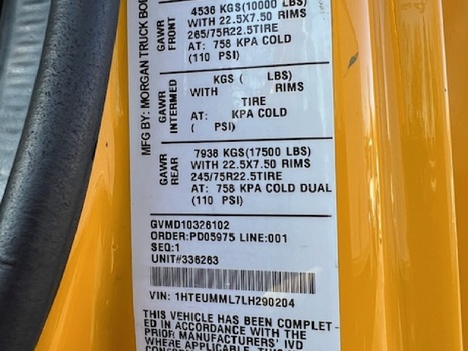 MFG BY: MORGAN TRUCK BO
GAWR
FRONT
4536 KGS(10000 LBS)
WITH 22.5X7.50 RIMS
265/75R22.5TIRE
AT: 758 KPA COLD
(110 PSI)
GAWR
INTERMED
KGS ( LBS)
WITH RIMS
TIRE
AT: KPA COLD
( PSI)
GAWR
REAR
7938 KGS(17500 LBS)
WITH 22.5X7.50 RIMS
245/75R22.5TIRE
AT: 758 KPA COLD DUAL
(110 PSI)
GVMD10326102
ORDER:PD05975 LINE:001
SEQ:1
UNIT#336263
VIN: 1HTEUMML7LH290204
THIS VEHICLE HAS BEEN COMPLET-
ED IN ACCORDANCE WITH THE
PRIOR MANUFACTURERS' IVD
WHERE APPLICABLE. THIS